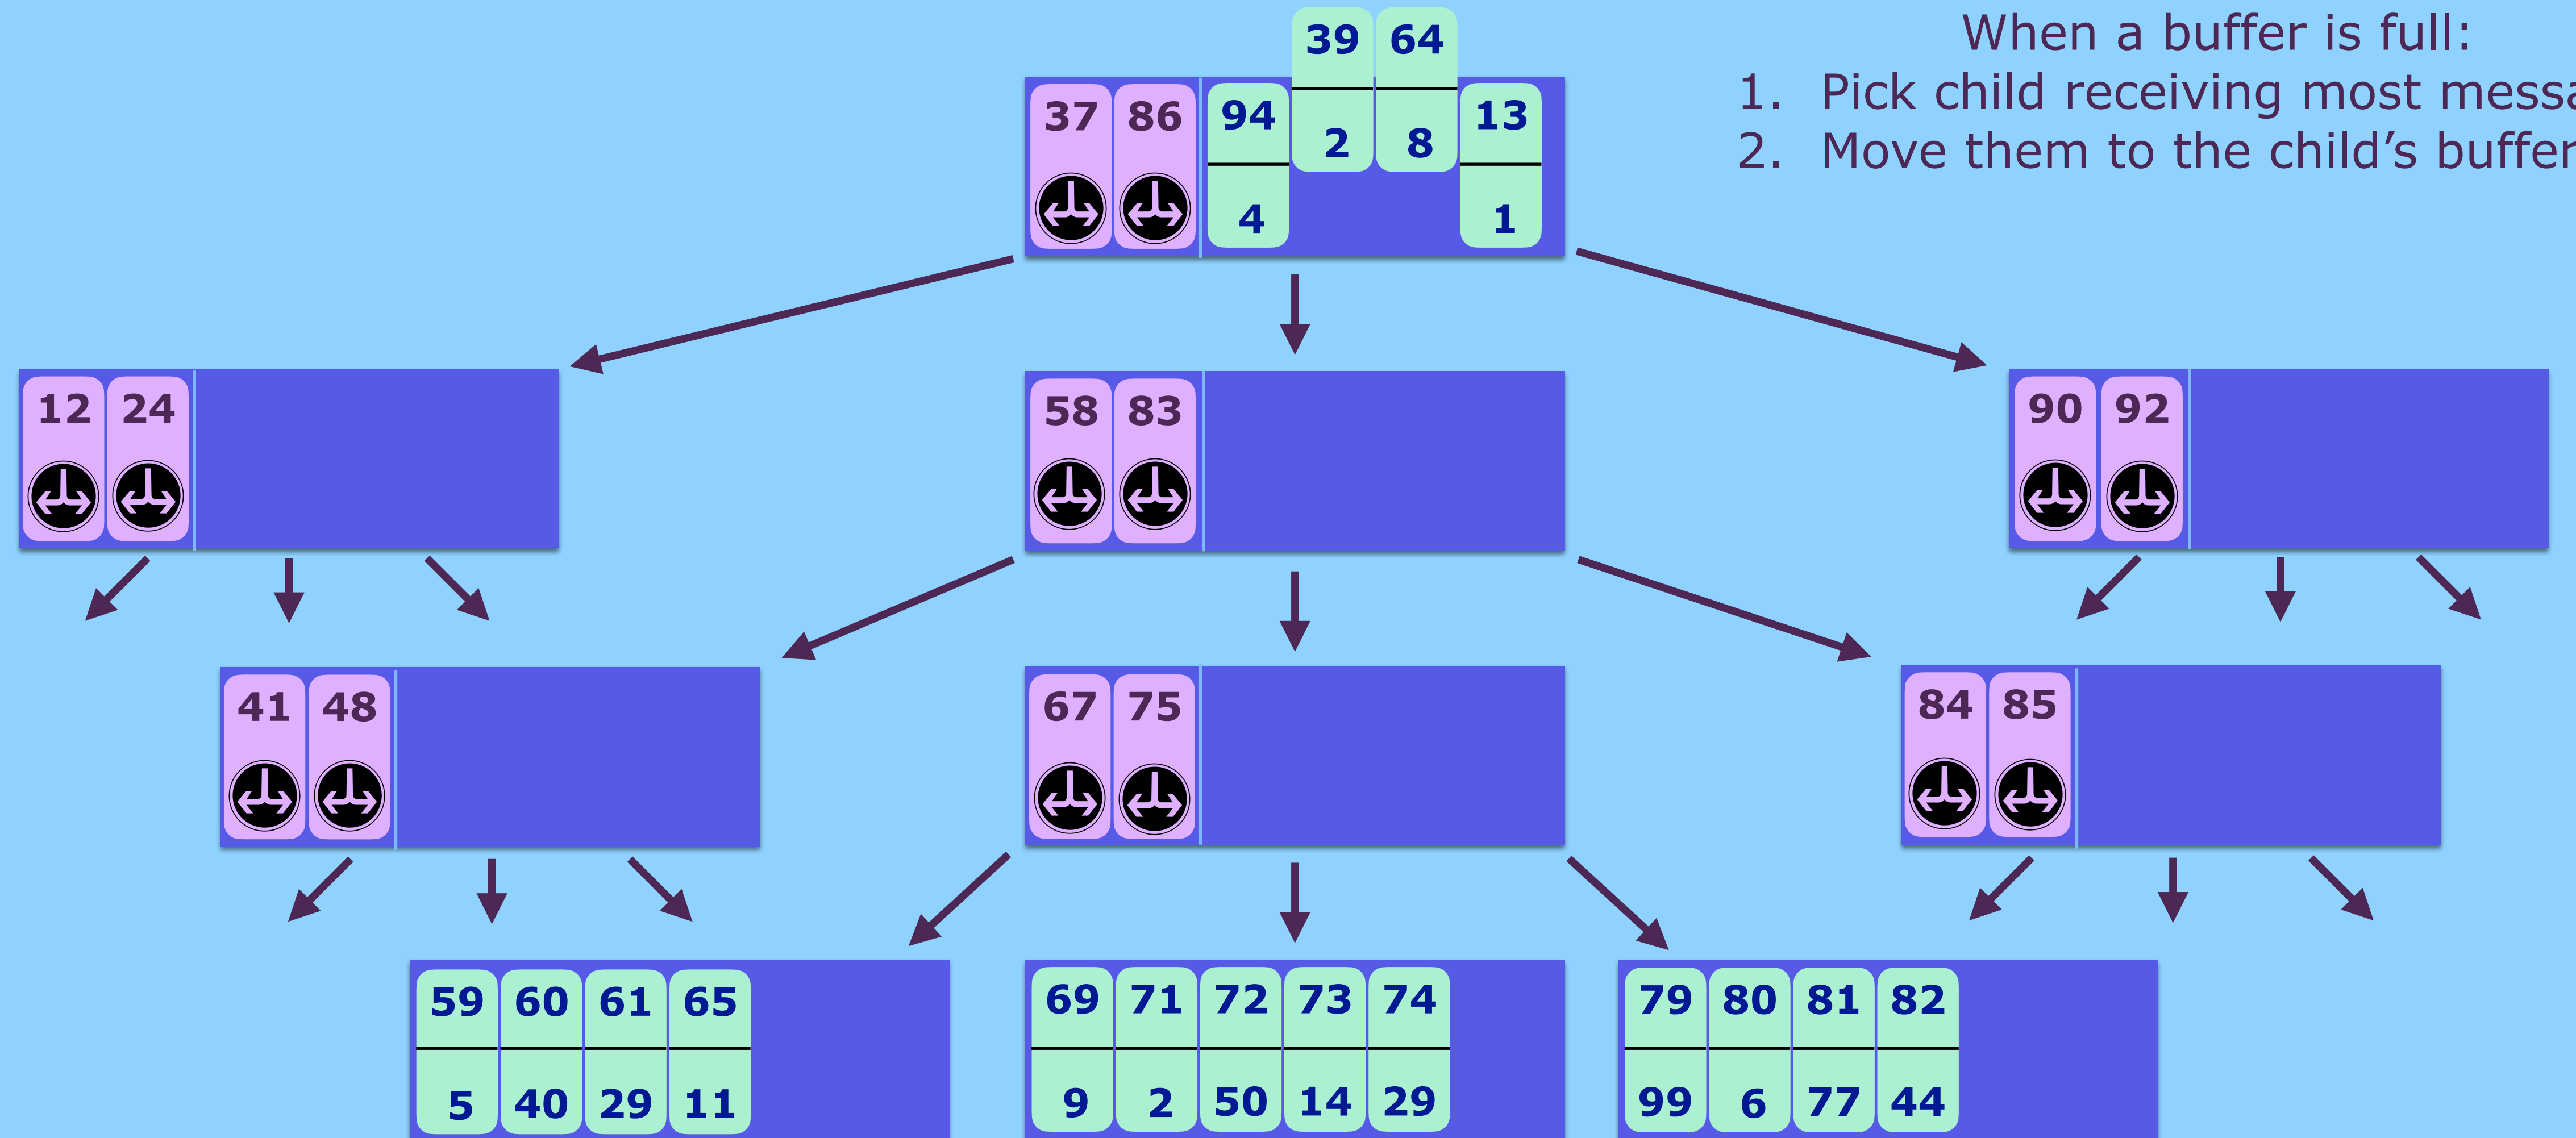 When a buffer is full:
1. Pick child receiving most
2. Move them to the child’s buffer
39 64
37 86 94 13
2 8
4 1
12 24
58 83
90 92
41 48
67 75
84 85
59 60 61 65
5 40 29 11
69 71 72 73 74
9 2 50 14 29
79 80 81 82
99 6 77 44